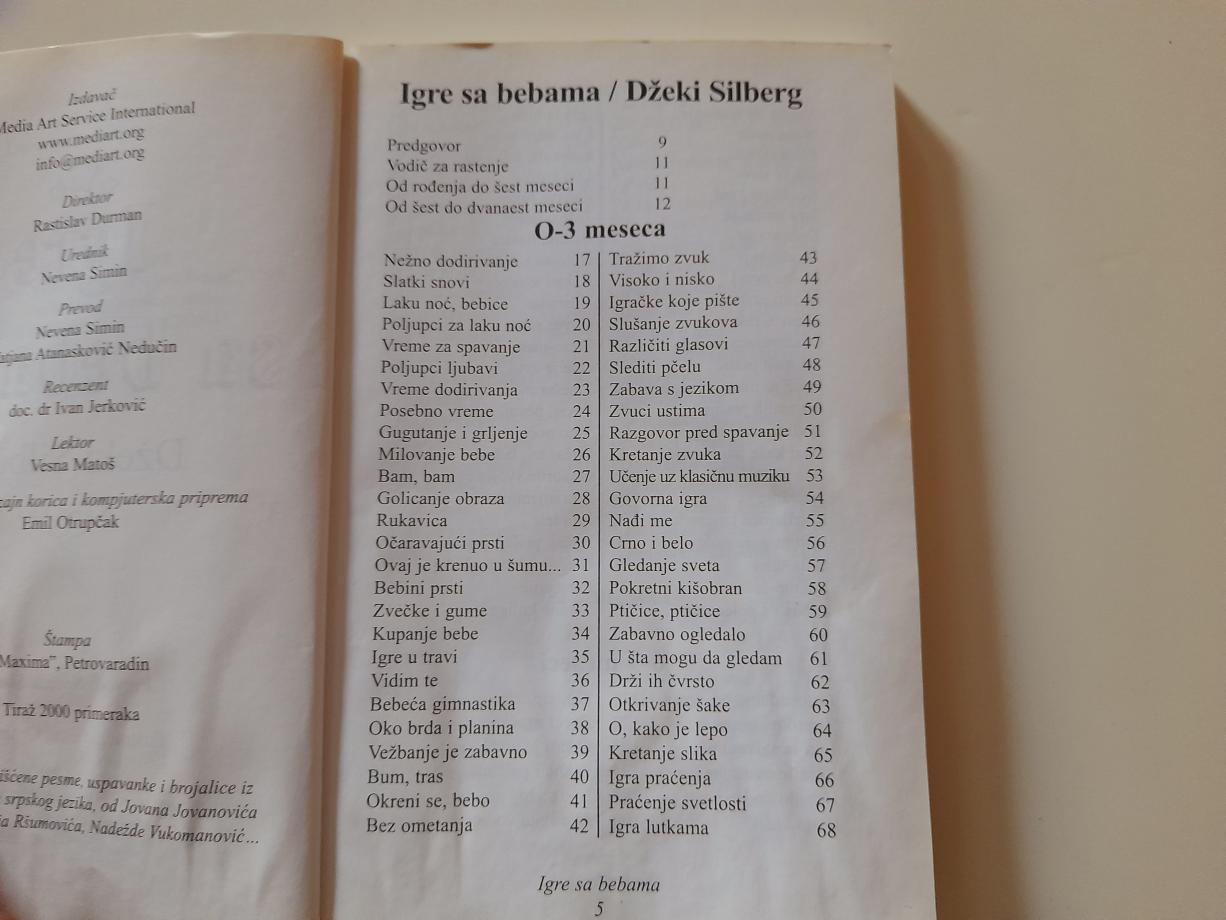 Izdavač
Media Art Service International
www.mediart.org
info@mediart.org
Direktor
Rastislav Durman
Urednik
Nevena Simin
Prevod
Nevena Simin
Atanasković Nedučin
Recenzent
doc. dr Ivan Jerković
Lektor
Vesna Matoš
korica i kompjuterska priprema
Emil Otrupčak
Štampa
Maxima”, Petrovaradin
Tiraž 2000 primeraka
pesme, uspavanke i brojalice iz
srpskog jezika, od Jovana Jovanovića
Ršumovića, Nadežde Vukomanović...
Igre sa bebama / Džeki Silberg
Predgovor 9
Vodič za rastenje 11
Od rođenja do šest meseci 11
Od šest do dvanaest meseci 12
O-3 meseca
Nežno dodirivanje 17
Slatki snovi 18
Laku noć, bebice 19
Poljupci za laku noć 20
Vreme za spavanje 21
Poljupci ljubavi 22
Vreme dodirivanja 23
Posebno vreme 24
Gugutanje i grljenje 25
Milovanje bebe 26
Bam, bam 27
Golicanje obraza 28
Rukavica 29
Očaravajući prsti 30
Ovaj je krenuo u šumu... 31
Bebini prsti 32
Zvečke i gume 33
Kupanje bebe 34
Igre u travi 35
Vidim te 36
Bebeća gimnastika 37
Oko brda i planina 38
Vežbanje je zabavno 39
Bum, tras 40
Okreni se, bebo 41
Bez ometanja 42
Tražimo zvuk 43
Visoko i nisko 44
Igračke koje pište 45
Slušanje zvukova 46
Različiti glasovi 47
Slediti pčelu 48
Zabava s jezikom 49
Zvuci ustima 50
Razgovor pred spavanje 51
Kretanje zvuka 52
Učenje uz klasičnu muziku 53
Govorna igra 54
Nađi me 55
Crno i belo 56
Gledanje sveta 57
Pokretni kišobran 58
Ptičice, ptičice 59
Zabavno ogledalo 60
U šta mogu da gledam 61
Drži ih čvrsto 62
Otkrivanje šake 63
O, kako je lepo 64
Kretanje slika 65
Igra praćenja 66
Praćenje svetlosti 67
Igra lutkama 68
Igre sa bebama
5